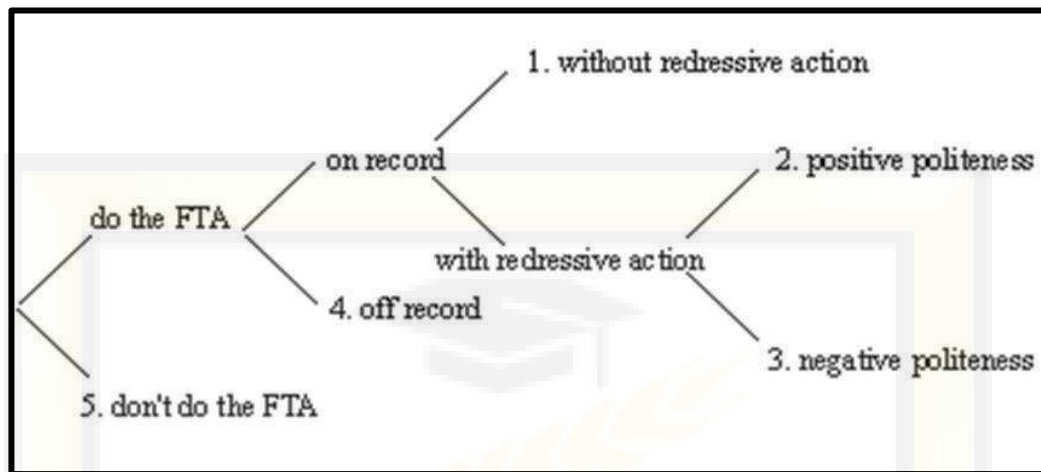 1. without redressive action
on record
2. positive politeness
do the FTA
with redressive action
4. off record
3. negative politeness
5. don't do the FTA